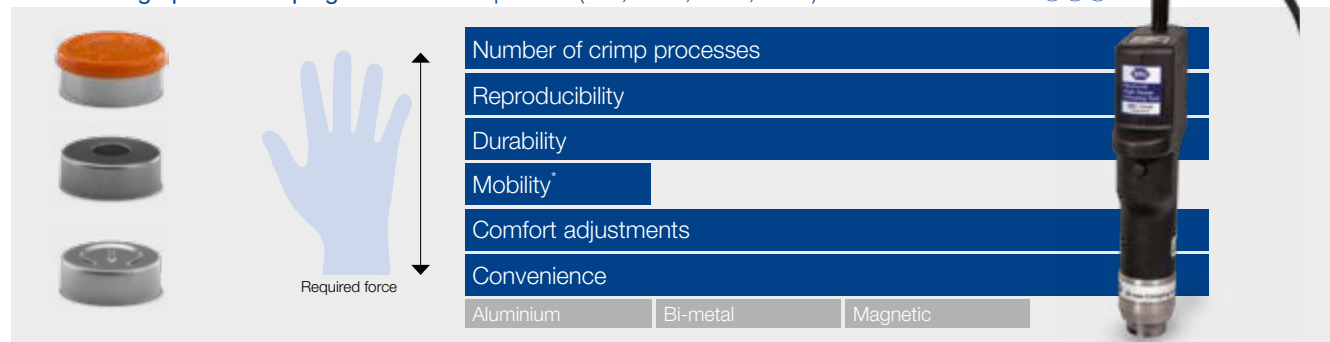 Number of crimp processes
Reproducibility
Durability
Mobility*
Comfort adjustments
Convenience
Required force
Aluminium
Bi-metal
Magnetic